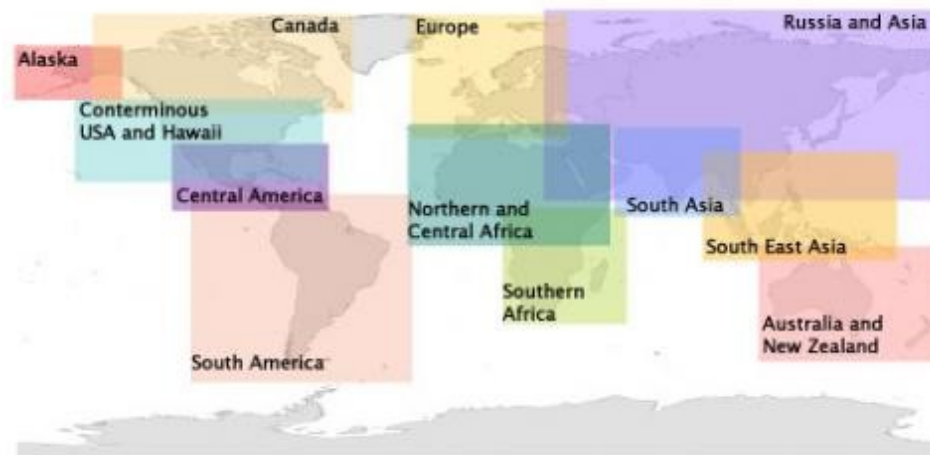 Canada
Europe
Russia and Asia
Alaska
Conterminous
USA and Hawaii
Central America
Northern and
Central Africa
South Asia
South East Asia
Southern
Africa
Australia and
New Zealand
South America